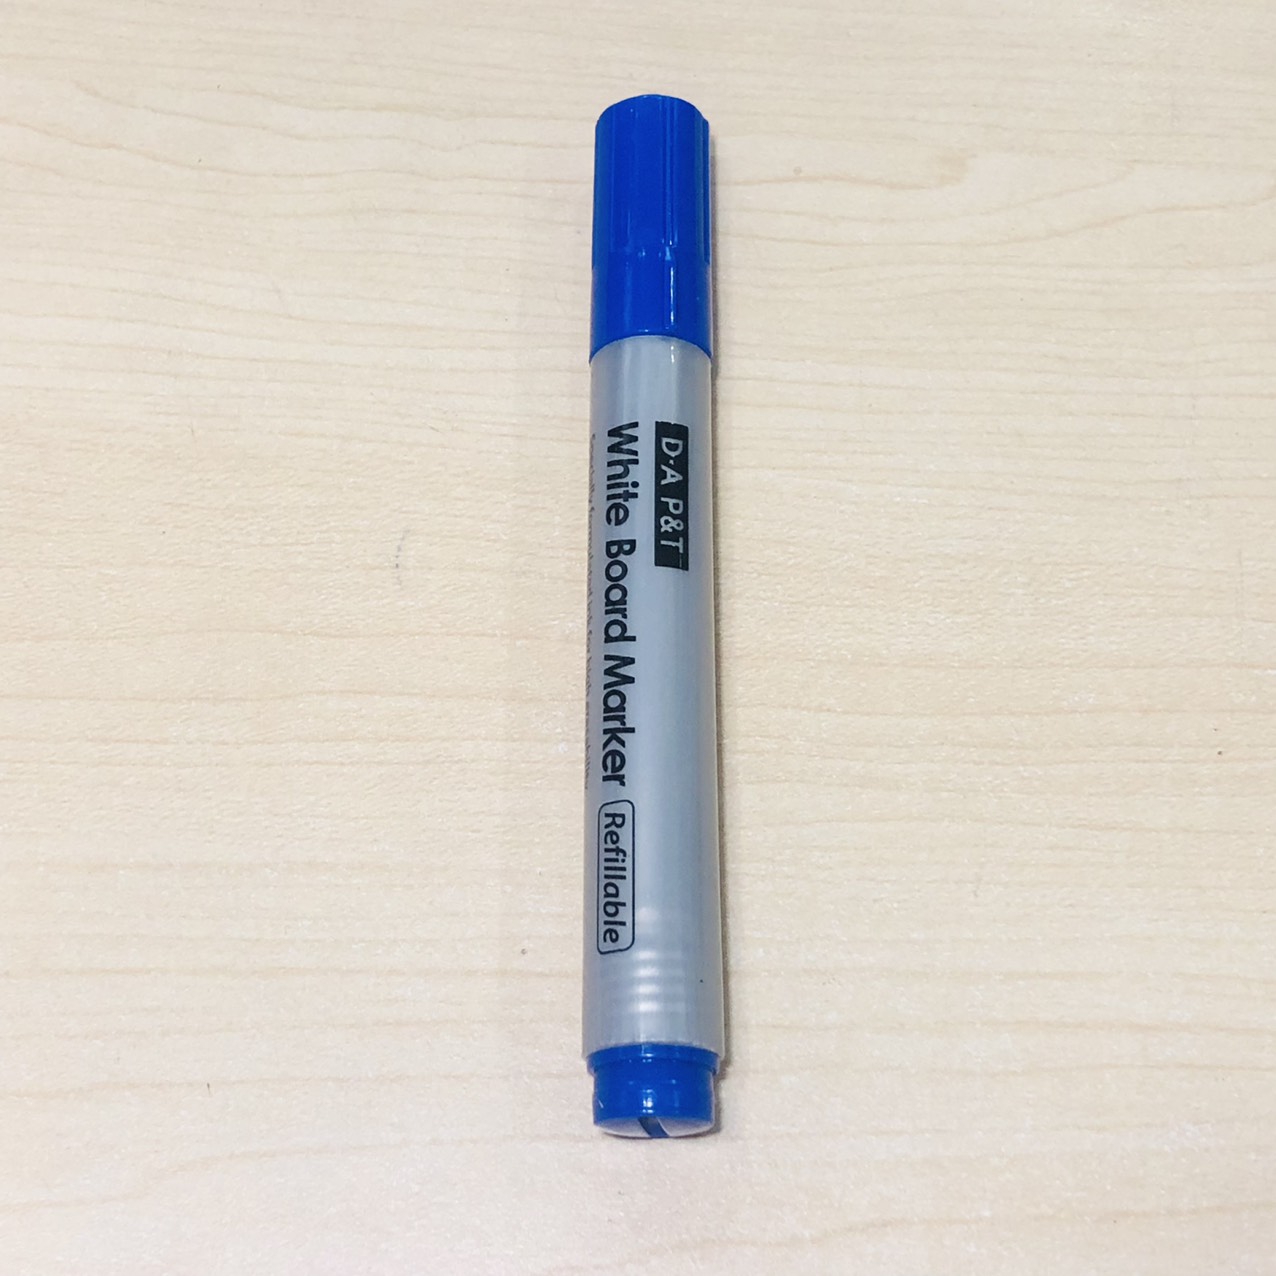 D·A P&T
White Board Marker Refillable